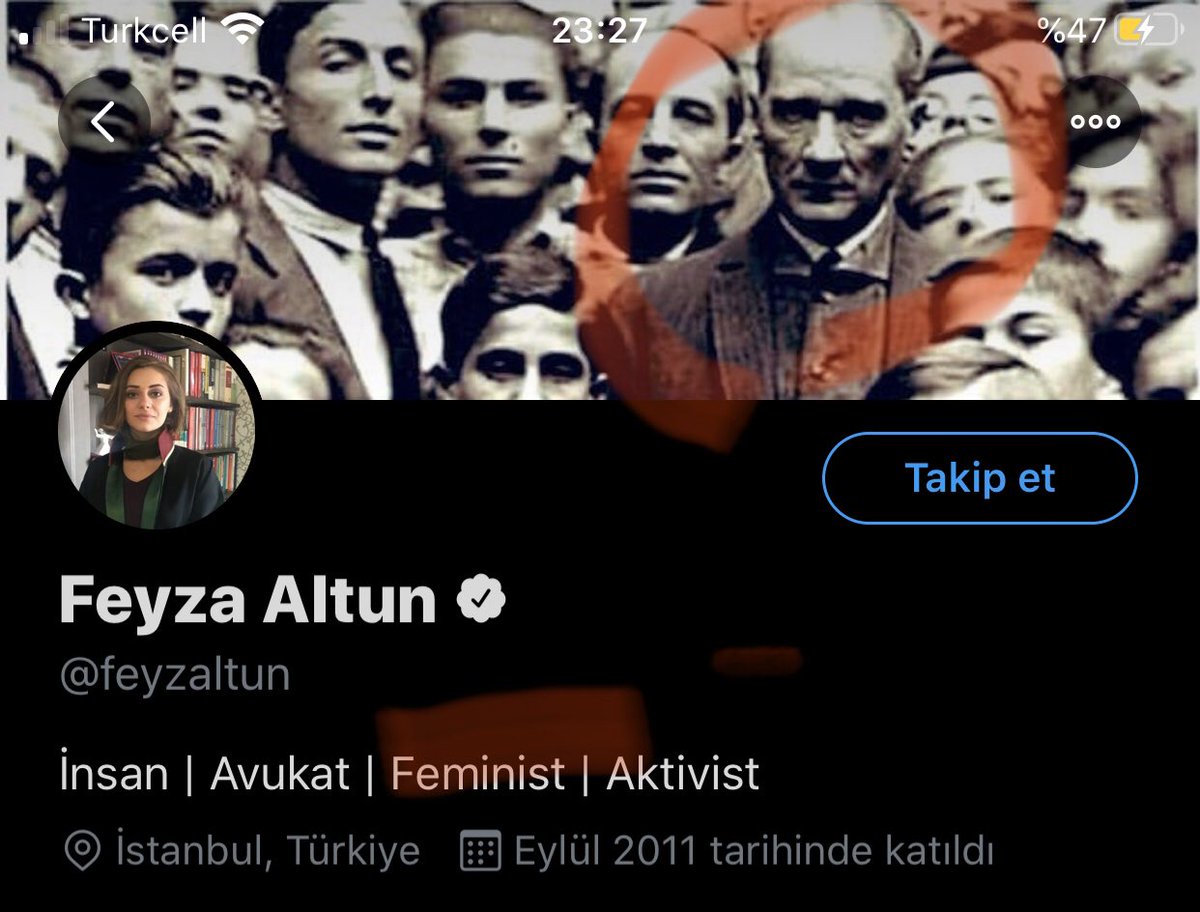 Turkcell 23:27 %47
Takip et
Feyza Altun
@feyzaltun
İnsan | Avukat | Feminist | Aktivist
İstanbul, Türkiye Eylül 2011 tarihinde katıldı